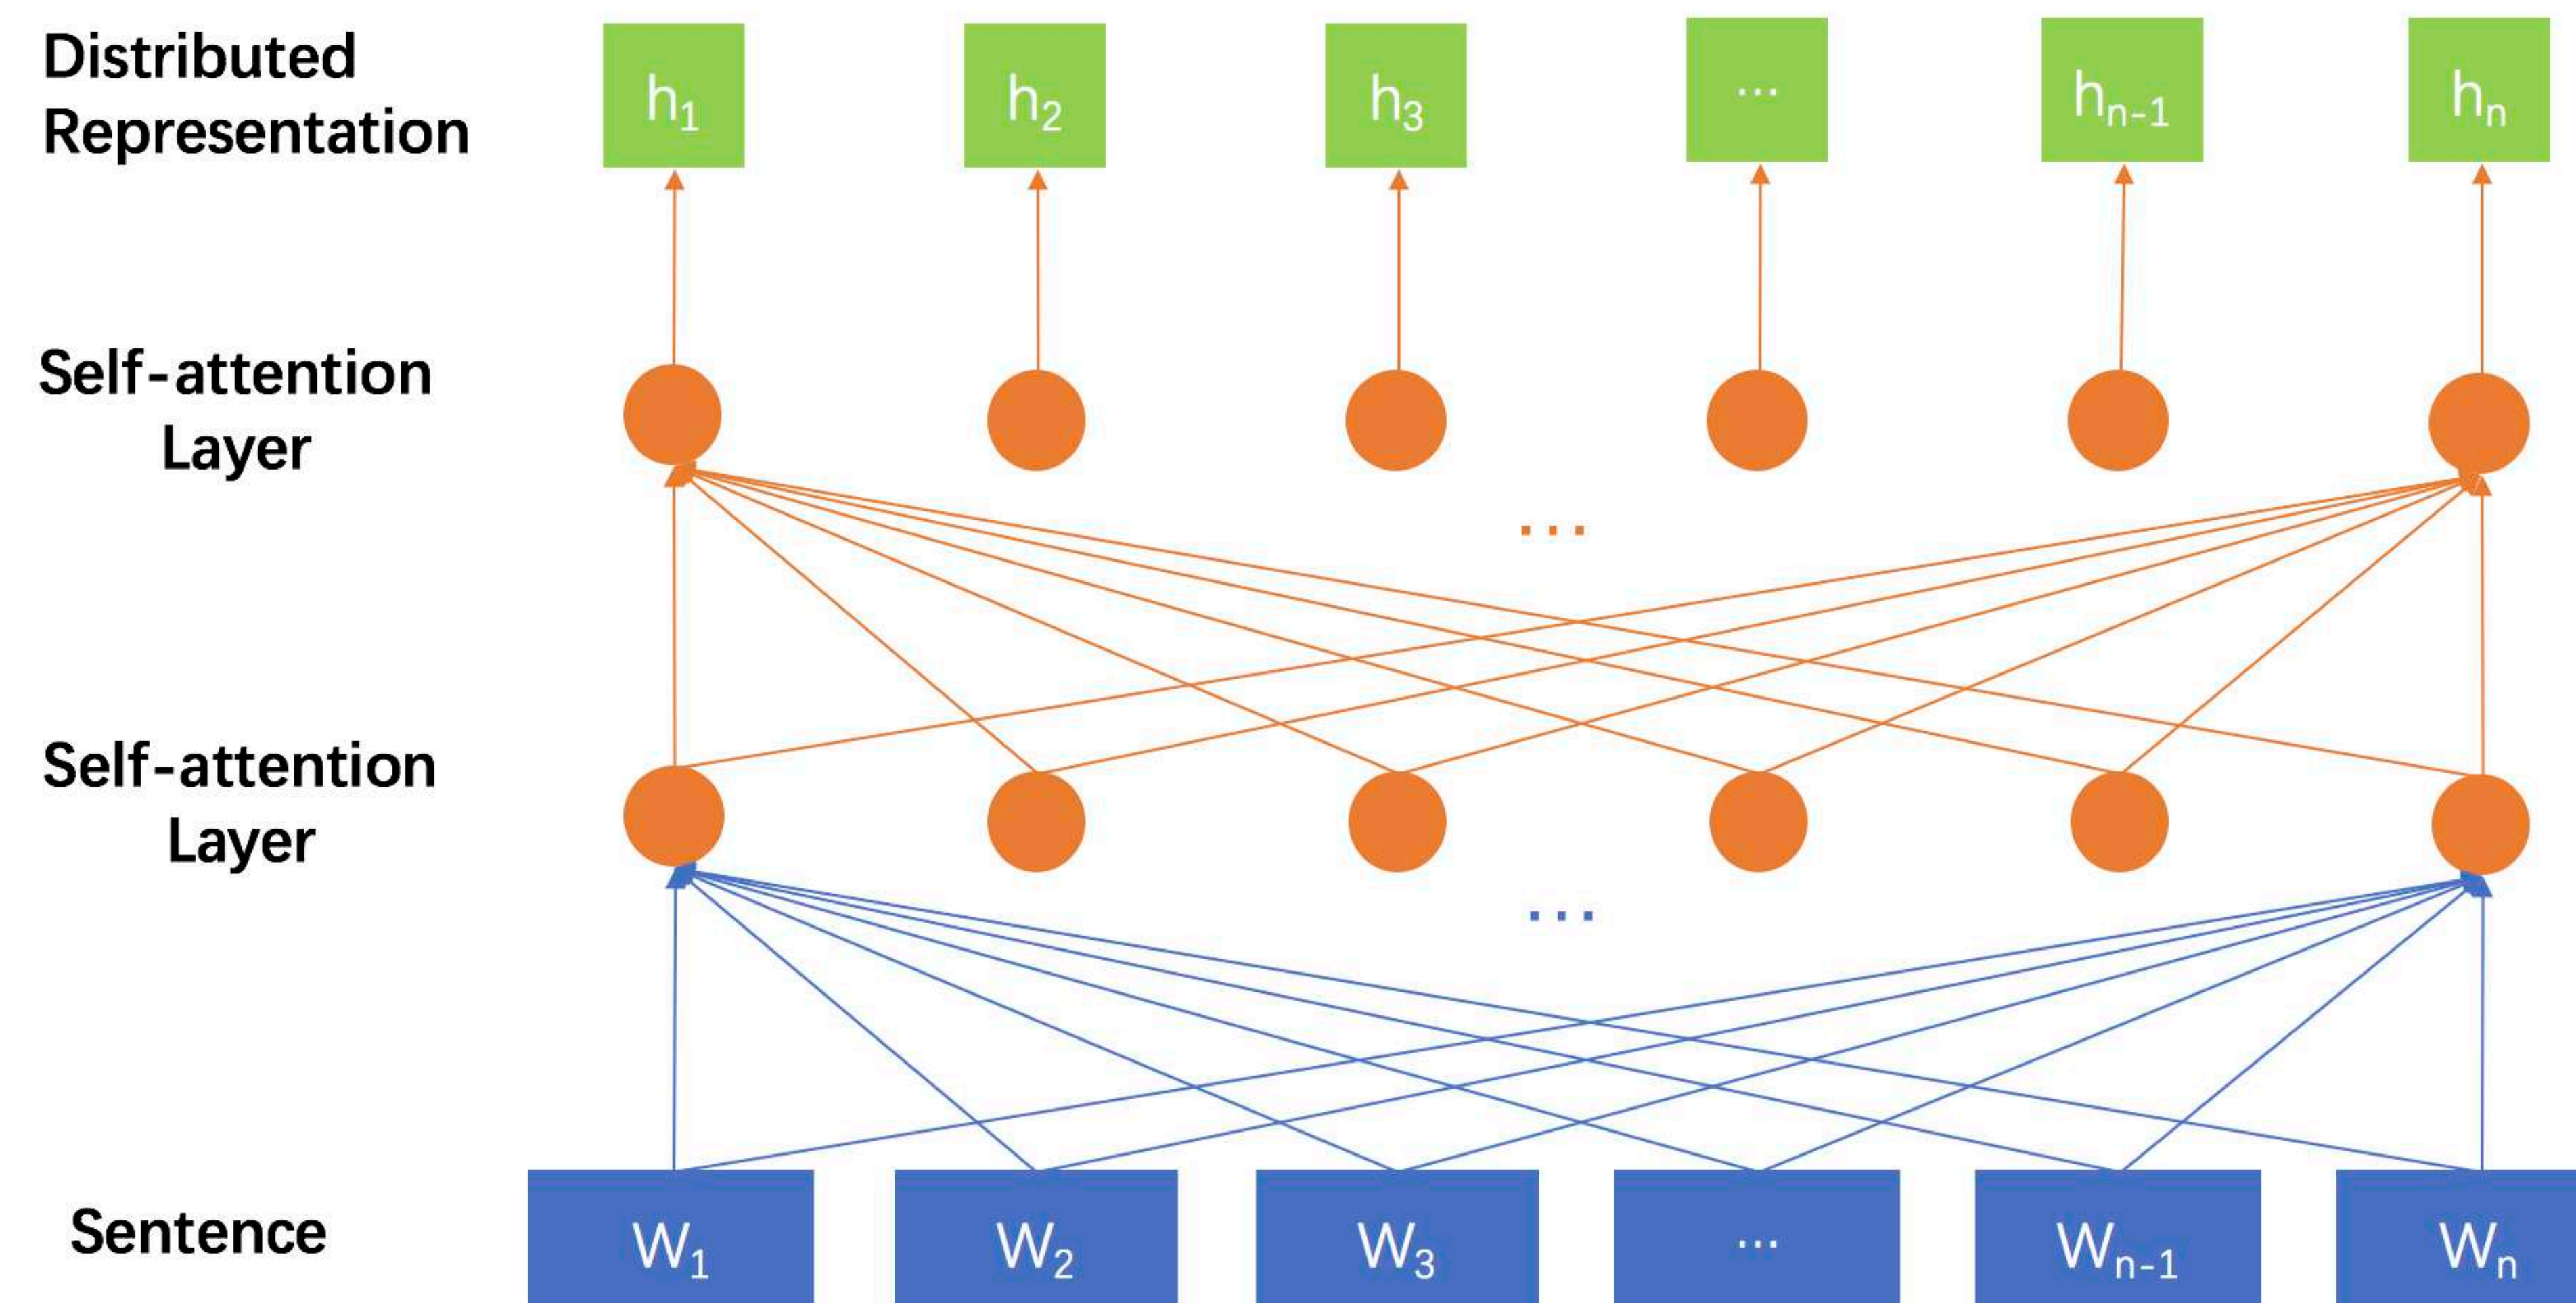 Distributed
Representation
h₁ h₂ h₃ ... hₙ₋₁ hₙ
Self-attention
Layer
...
Self-attention
Layer
...
Sentence
W₁ W₂ W₃ ... Wₙ₋₁ Wₙ